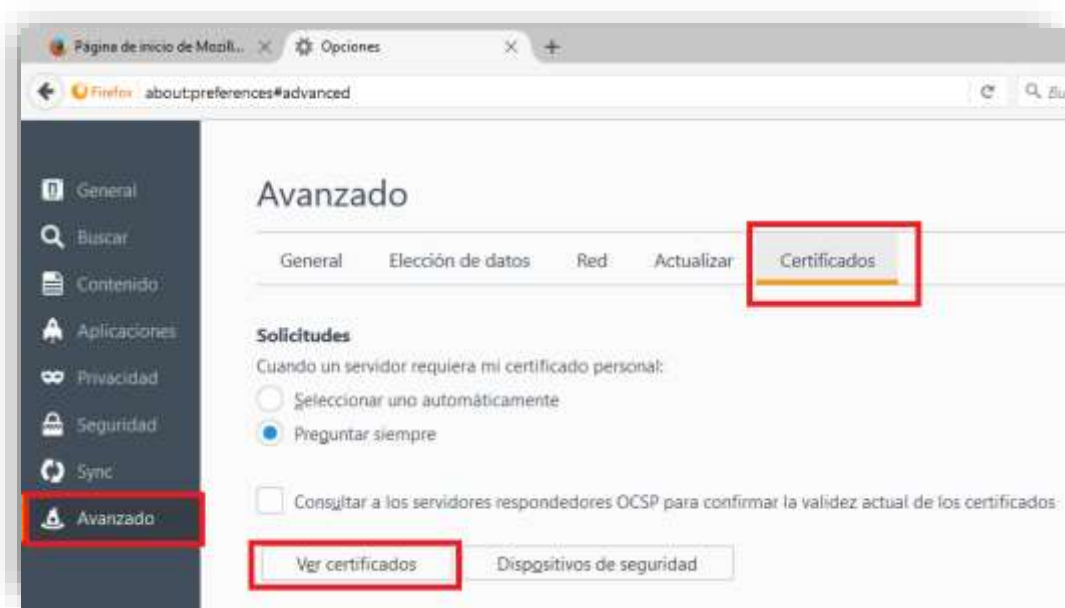 Página de inicio de Mozill... Opciones
Firefox about:preferences#advanced Bu
General
Buscar
Contenido
Aplicaciones
Privacidad
Seguridad
Sync
Avanzado
Avanzado
General Elección de datos Red Actualizar Certificados
Solicitudes
Cuando un servidor requiera mi certificado personal:
Seleccionar uno automáticamente
Preguntar siempre
Consultar a los servidores respondedores OCSP para confirmar la validez actual de los certificados
Ver certificados Dispositivos de seguridad